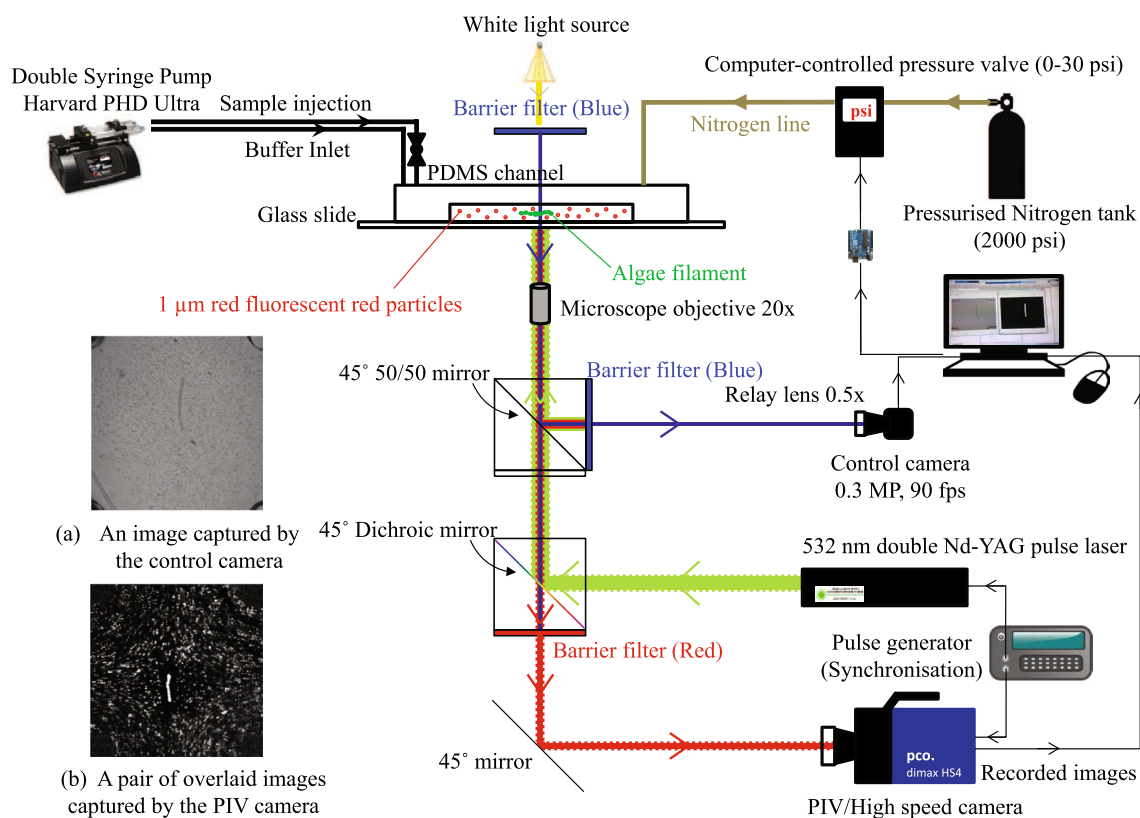 White light source
Double Syringe Pump
Harvard PHD Ultra
Sample injection
Buffer Inlet
Barrier filter (Blue)
Computer-controlled pressure valve (0-30 psi)
psi
Nitrogen line
PDMS channel
Glass slide
Pressurised Nitrogen tank
(2000 psi)
Algae filament
1 µm red fluorescent red particles
Microscope objective 20x
45˚ 50/50 mirror
Barrier filter (Blue)
Relay lens 0.5x
Control camera
0.3 MP, 90 fps
(a) An image captured by
the control camera
45˚ Dichroic mirror
532 nm double Nd-YAG pulse laser
Barrier filter (Red)
Pulse generator
(Synchronisation)
45˚ mirror
pco.
dimax HS4
Recorded images
(b) A pair of overlaid images
captured by the PIV camera
PIV/High speed camera